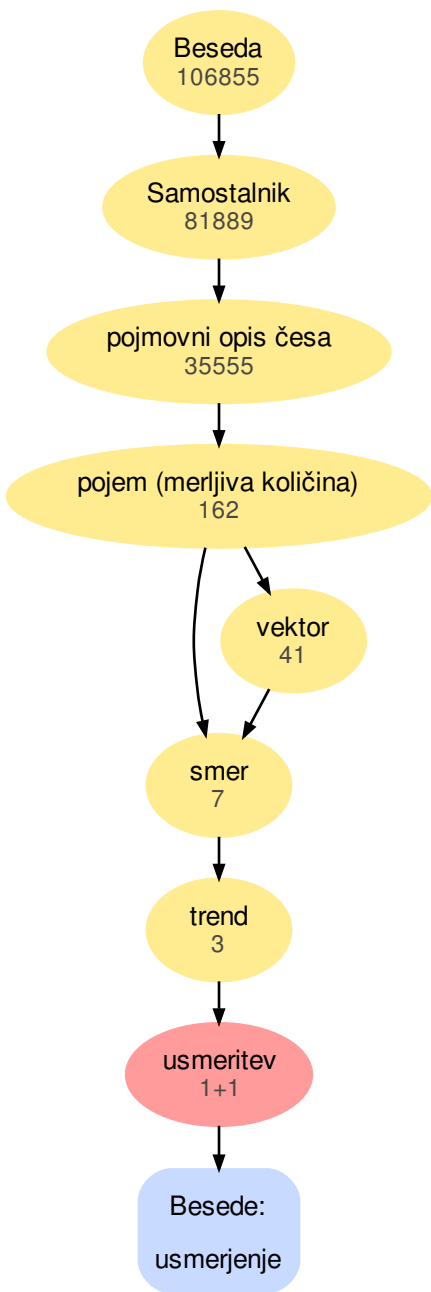 Beseda
106855
Samostalnik
81889
pojmovni opis česa
35555
pojem (merljiva količina)
162
vektor
41
smer
7
trend
3
usmeritev
1+1
Besede:
usmerjenje